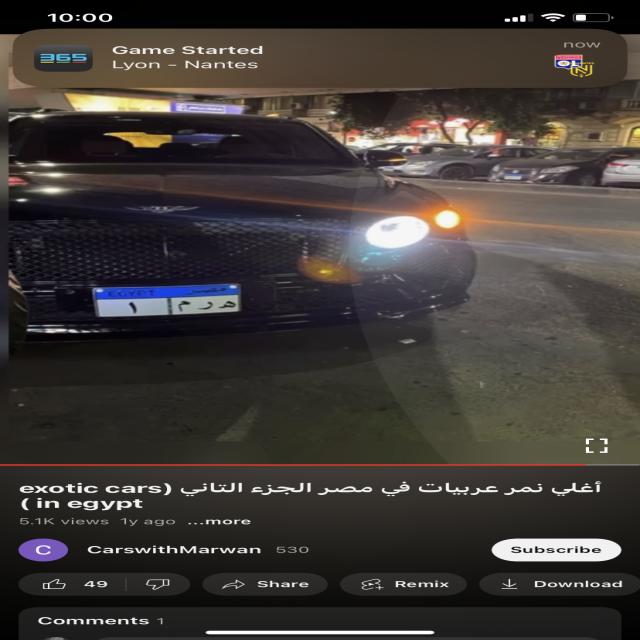 10:00
365
Game Started
now
Lyon - Nantes
OL
N
EGYPT مصر
١ ه ر م
أغلي نمر عربيات في مصر الجزء التاني (exotic cars
in egypt )
5.1K views 1y ago ...more
C CarswithMarwan 530 Subscribe
49 Share Remix Download
Comments 1